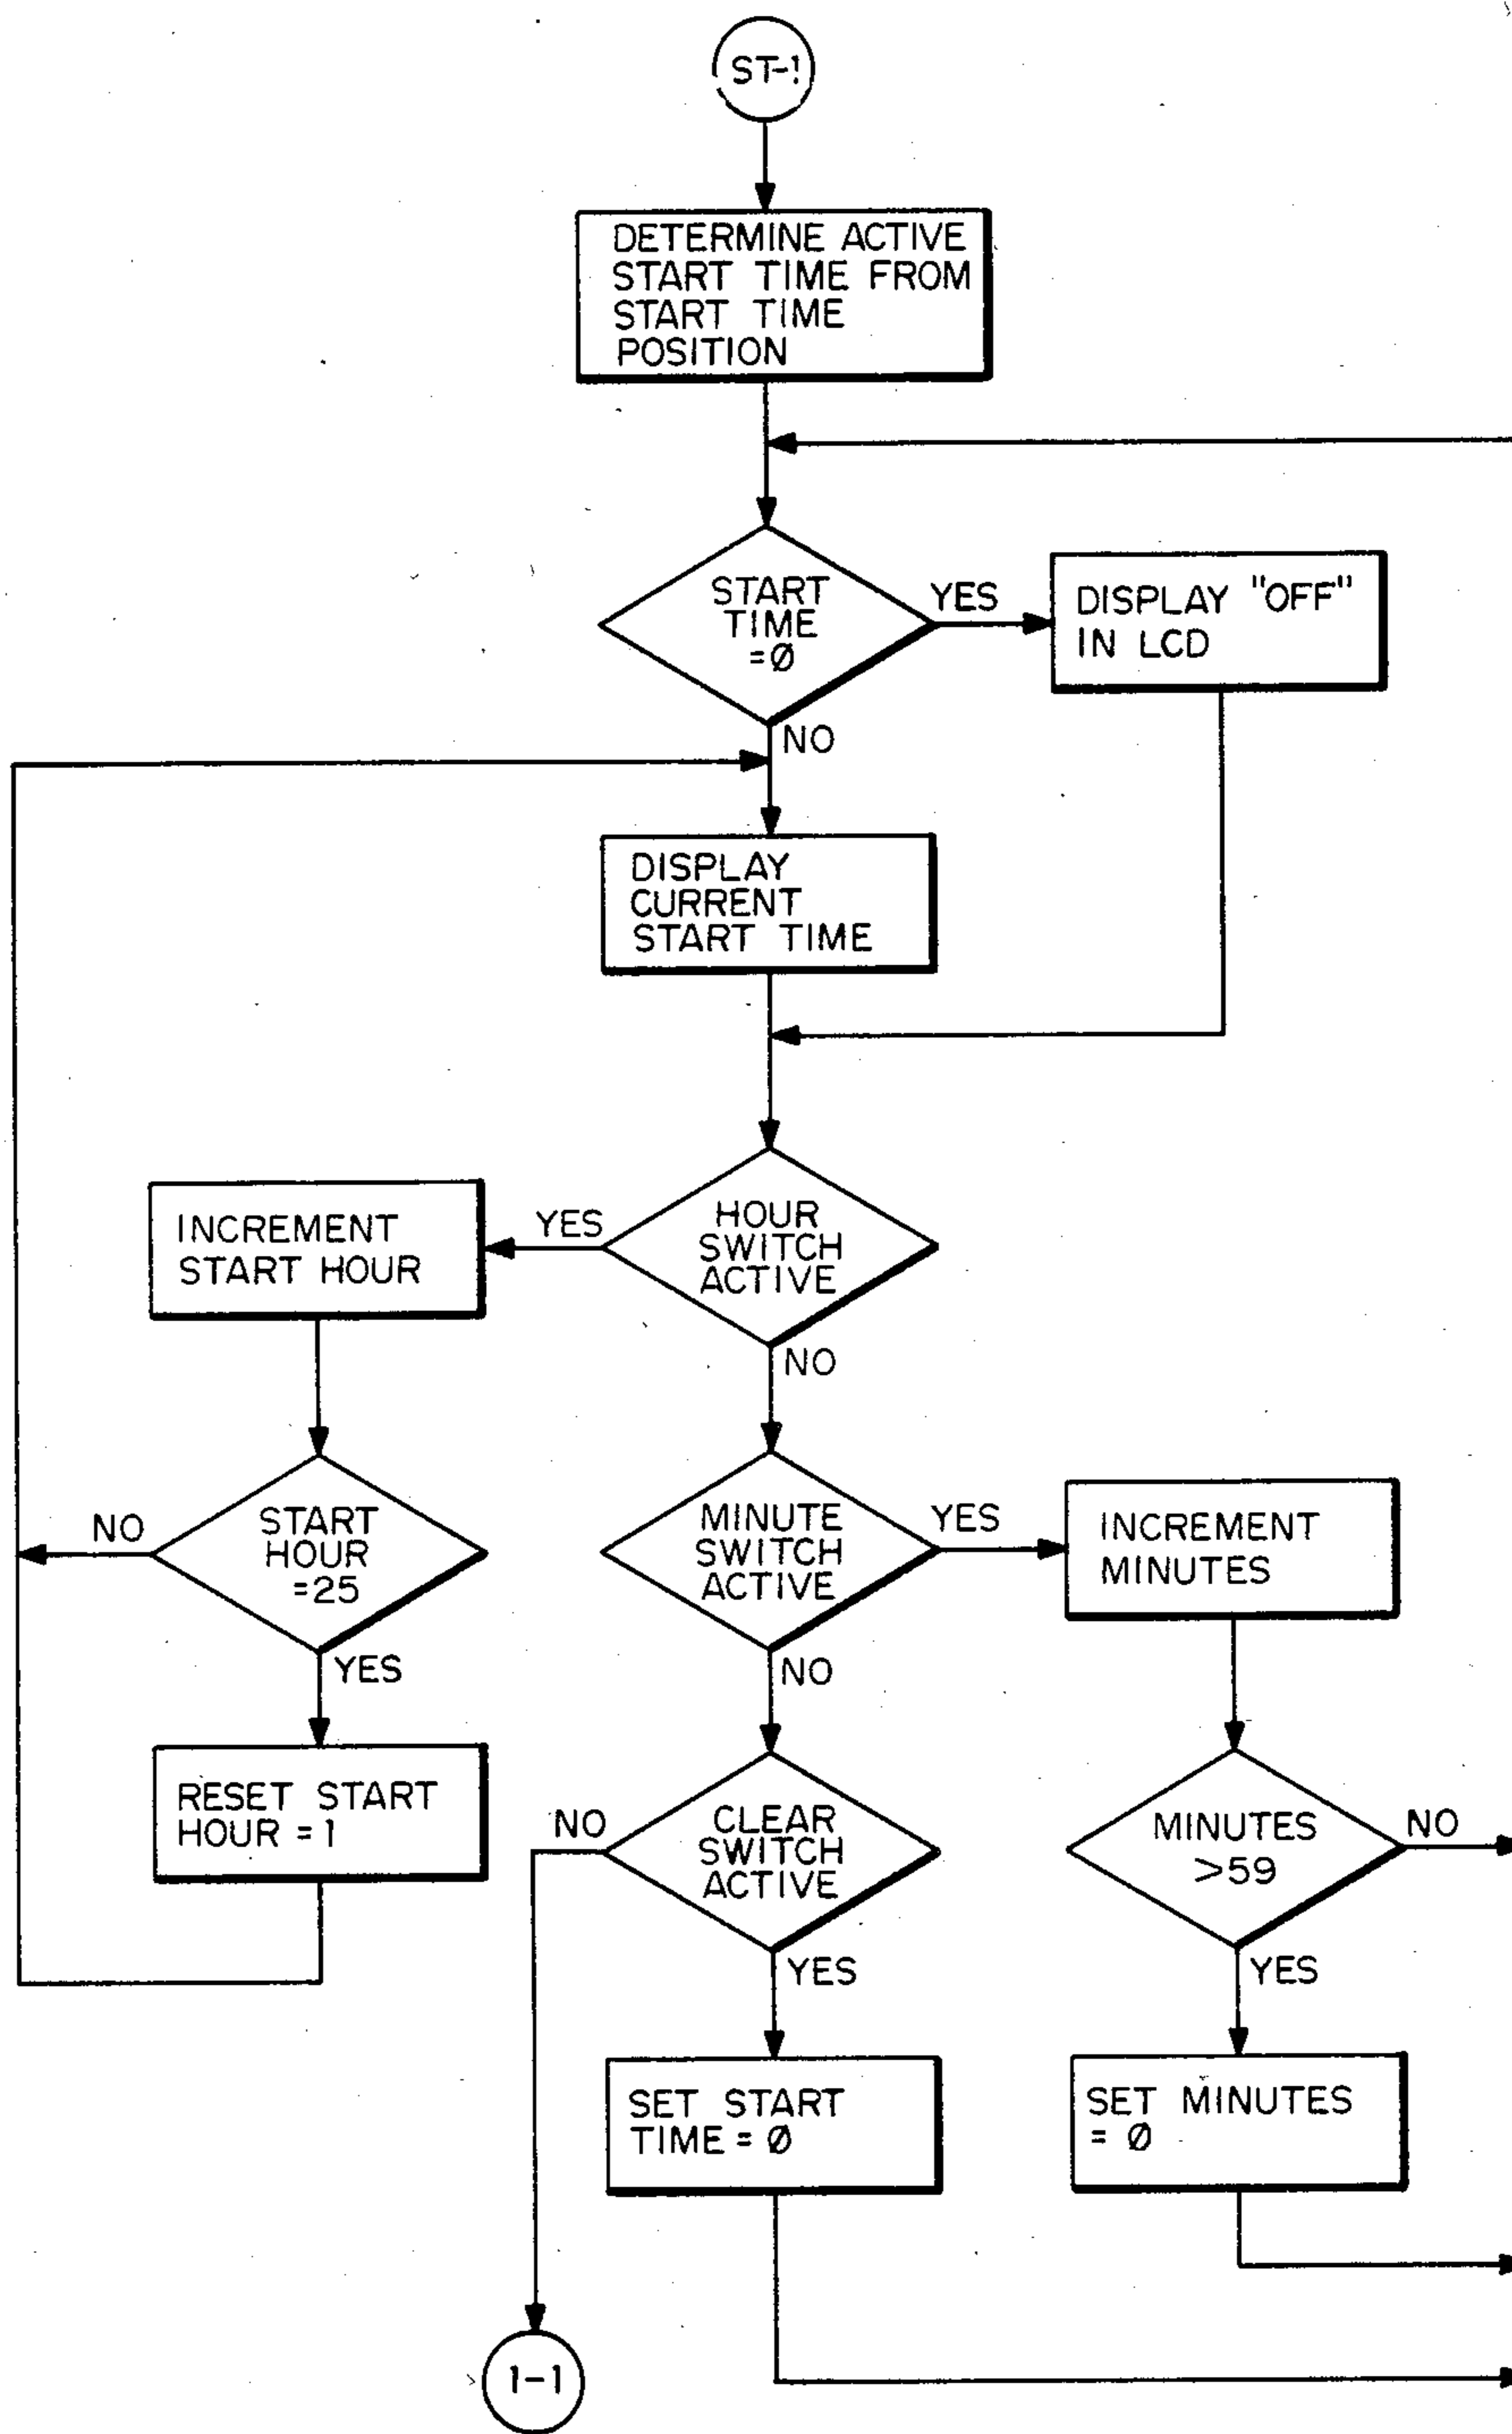 ST-1
DETERMINE ACTIVE
START TIME FROM
START TIME
POSITION
START
TIME
=Ø
YES
DISPLAY "OFF"
IN LCD
NO
DISPLAY
CURRENT
START TIME
INCREMENT
START HOUR
YES
HOUR
SWITCH
ACTIVE
NO
NO
START
HOUR
=25
YES
MINUTE
SWITCH
ACTIVE
YES
INCREMENT
MINUTES
NO
RESET START
HOUR = 1
NO
CLEAR
SWITCH
ACTIVE
YES
MINUTES
>59
NO
YES
SET START
TIME = Ø
SET MINUTES
= Ø
1-1